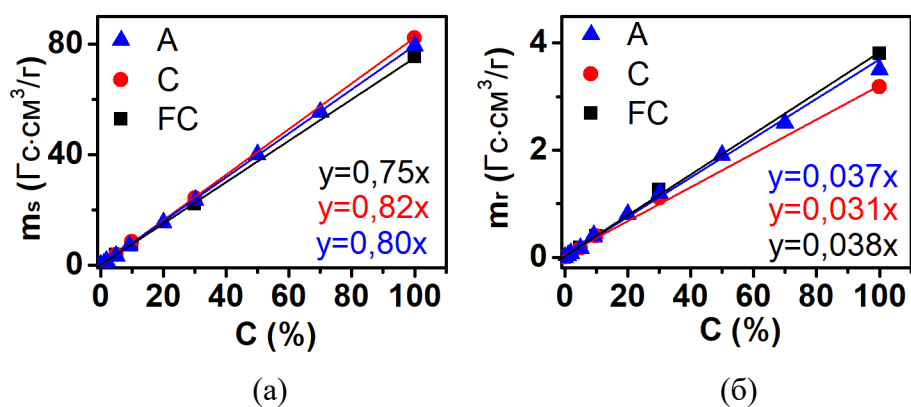 mₛ (Гс·см³/г)
80
40
0
A
C
FC
y=0,75x
y=0,82x
y=0,80x
0 20 40 60 80 100
C (%)
(а)
mᵣ (Гс·см³/г)
4
2
0
A
C
FC
y=0,037x
y=0,031x
y=0,038x
0 20 40 60 80 100
C (%)
(б)